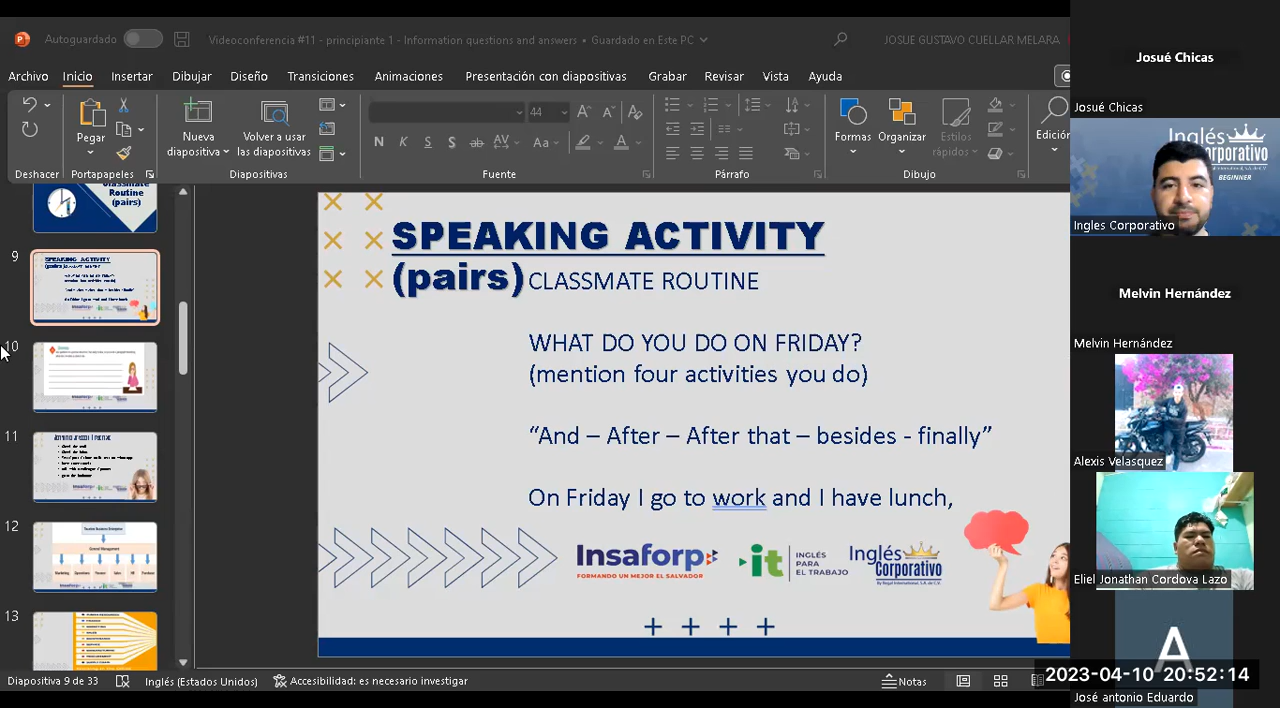 Autoguardado
Videoconferencia #11 - principiante 1 - Information questions and answers • Guardado en Este PC
JOSUE GUSTAVO CUELLAR MELARA
Archivo Inicio Insertar Dibujar Diseño Transiciones Animaciones Presentación con diapositivas Grabar Revisar Vista Ayuda
Pegar
Nueva diapositiva
Volver a usar las diapositivas
44
N K S S ab AV Aa A
Formas
Organizar
Estilos rápidos
Edición
Deshacer Portapapeles Diapositivas Fuente Párrafo Dibujo
Classmate
Routine
(pairs)
9
10
11
12
13
SPEAKING ACTIVITY
(pairs) CLASSMATE ROUTINE
WHAT DO YOU DO ON FRIDAY?
(mention four activities you do)
“And – After – After that – besides - finally”
On Friday I go to work and I have lunch,
Insaforp
FORMANDO UN MEJOR EL SALVADOR
it
INGLÉS
PARA
EL TRABAJO
Inglés
Corporativo
Diapositiva 9 de 33
Inglés (Estados Unidos)
Accesibilidad: es necesario investigar
Notas
Josué Chicas
Josué Chicas
Inglés
Corporativo
BEGINNER
Ingles Corporativo
Melvin Hernández
Melvin Hernández
Alexis Velasquez
Eliel Jonathan Cordova Lazo
A
2023-04-10 20:52:14
José antonio Eduardo